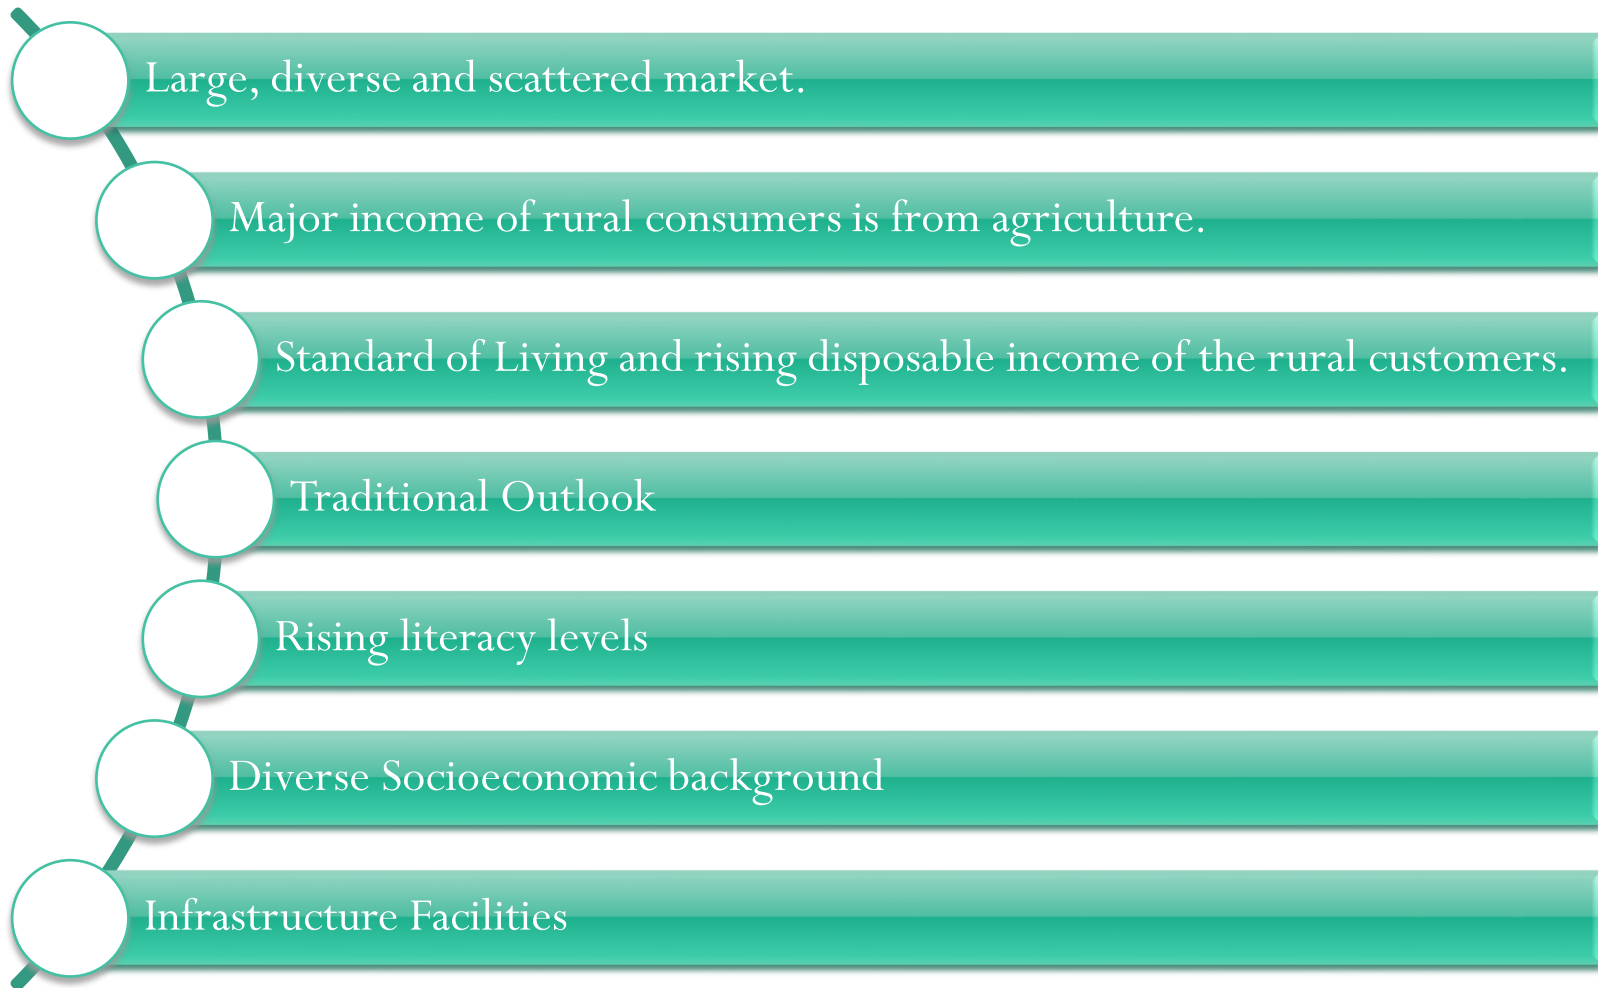 Large, diverse and scattered market.
Major income of rural consumers is from agriculture.
Standard of Living and rising disposable income of the rural customers.
Traditional Outlook
Rising literacy levels
Diverse Socioeconomic background
Infrastructure Facilities